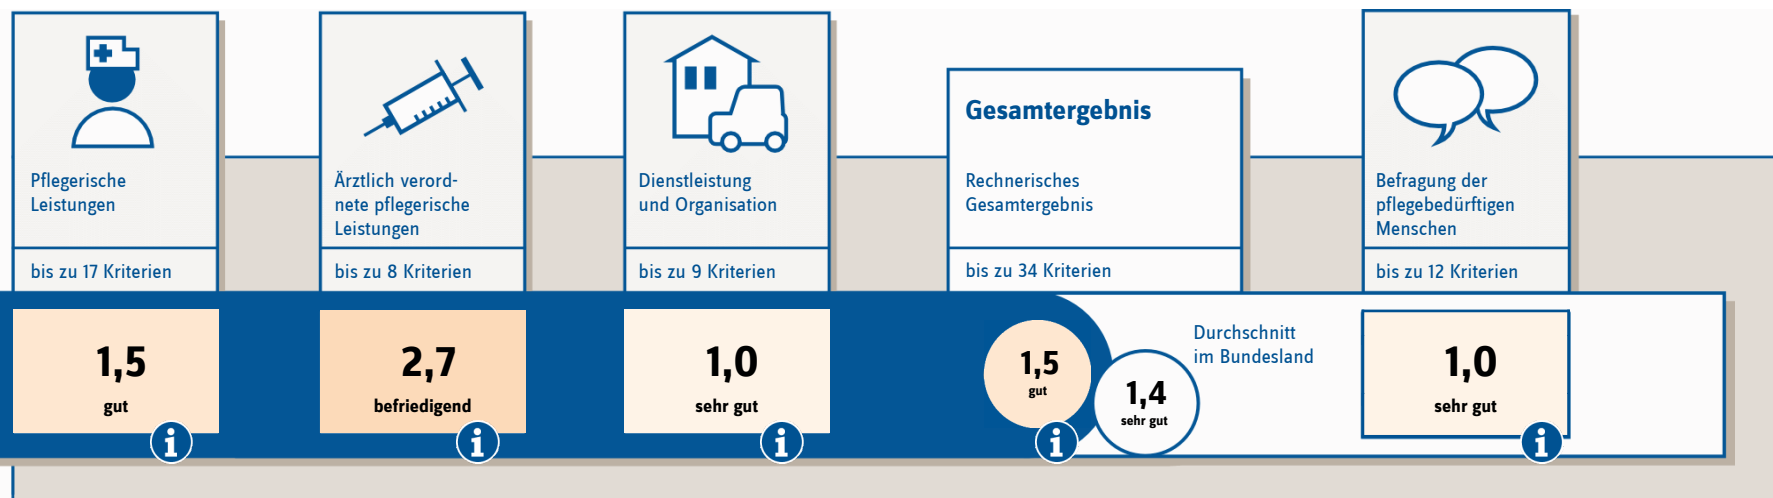 Pflegerische
Leistungen
bis zu 17 Kriterien
1,5
gut
i
Ärztlich verord-
nete pflegerische
Leistungen
bis zu 8 Kriterien
2,7
befriedigend
i
Dienstleistung
und Organisation
bis zu 9 Kriterien
1,0
sehr gut
i
Gesamtergebnis
Rechnerisches
Gesamtergebnis
bis zu 34 Kriterien
1,5
gut
i
1,4
sehr gut
Durchschnitt
im Bundesland
Befragung der
pflegebedürftigen
Menschen
bis zu 12 Kriterien
1,0
sehr gut
i